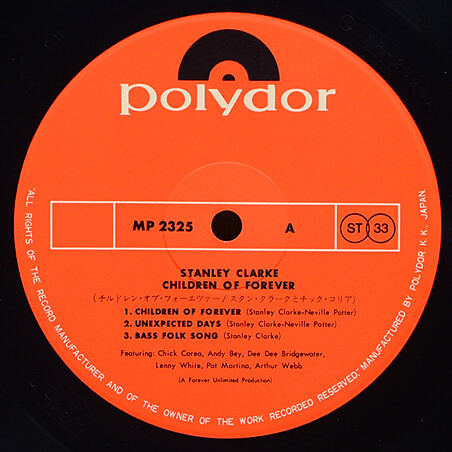 polydor
MP 2325 A ST 33
STANLEY CLARKE
CHILDREN OF FOREVER
(チルドレン・オブ・フォーエヴァー/スタン・クラークとチック・コリア)
1. CHILDREN OF FOREVER (Stanley Clarke-Neville Potter)
2. UNEXPECTED DAYS (Stanley Clarke-Neville Potter)
3. BASS FOLK SONG (Stanley Clarke)
Featuring: Chick Corea, Andy Bey, Dee Dee Bridgewater,
Lenny White, Pat Martino, Arthur Webb
(A Forever Unlimited Production)
"ALL RIGHTS OF THE RECORD MANUFACTURER AND OF THE OWNER OF THE WORK RECORDED RESERVED" MANUFACTURED BY POLYDOR K.K., JAPAN.